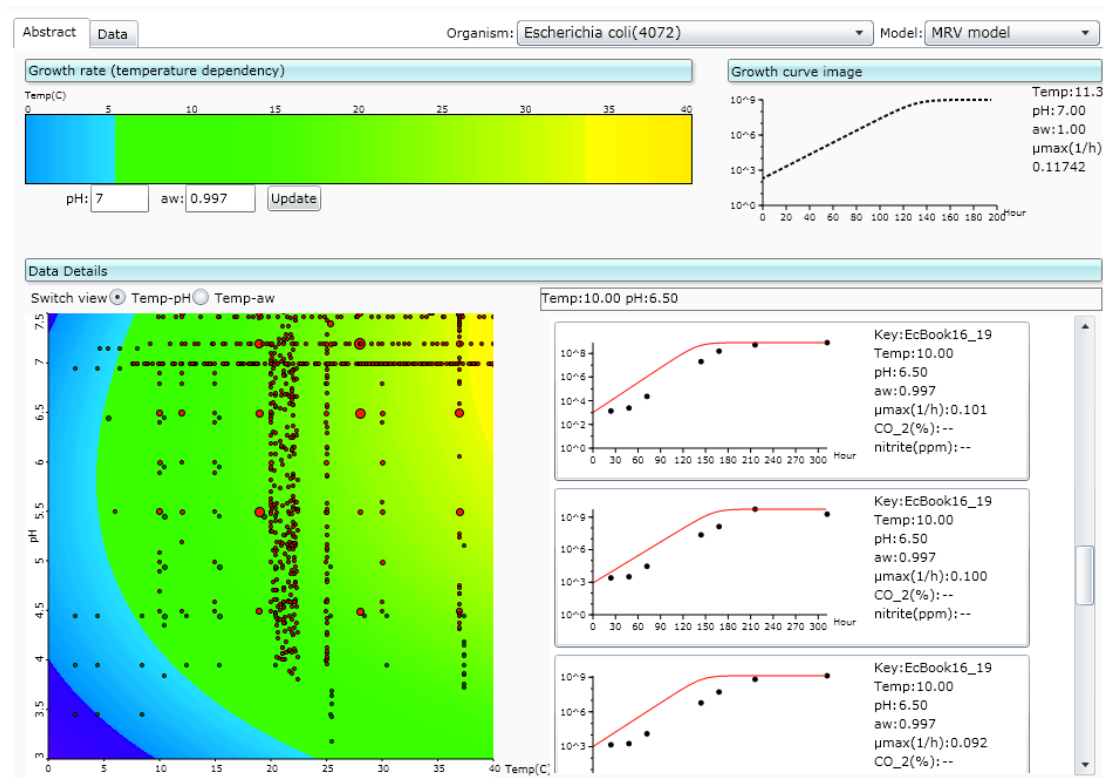 Abstract
Data
Organism: Escherichia coli(4072)
Model: MRV model
Growth rate (temperature dependency)
Temp(C)
0 5 10 15 20 25 30 35 40
pH: 7 aw: 0.997 Update
Growth curve image
10^9
10^6
10^3
10^0
0 20 40 60 80 100 120 140 160 180 200 Hour
Temp:11.3
pH:7.00
aw:1.00
µmax(1/h)
0.11742
Data Details
Switch view Temp-pH Temp-aw
7.5
7
6.5
6
5.5
5
4.5
4
3.5
3
pH
0 5 10 15 20 25 30 35 40 Temp(C)
Temp:10.00 pH:6.50
10^8
10^6
10^4
10^2
10^0
0 30 60 90 120 150 180 210 240 270 300 Hour
Key:EcBook16_19
Temp:10.00
pH:6.50
aw:0.997
µmax(1/h):0.101
CO_2(%):--
nitrite(ppm):--
10^9
10^6
10^3
10^0
0 30 60 90 120 150 180 210 240 270 300 Hour
Key:EcBook16_19
Temp:10.00
pH:6.50
aw:0.997
µmax(1/h):0.100
CO_2(%):--
nitrite(ppm):--
10^9
10^6
10^3
Key:EcBook16_19
Temp:10.00
pH:6.50
aw:0.997
µmax(1/h):0.092
CO_2(%):--